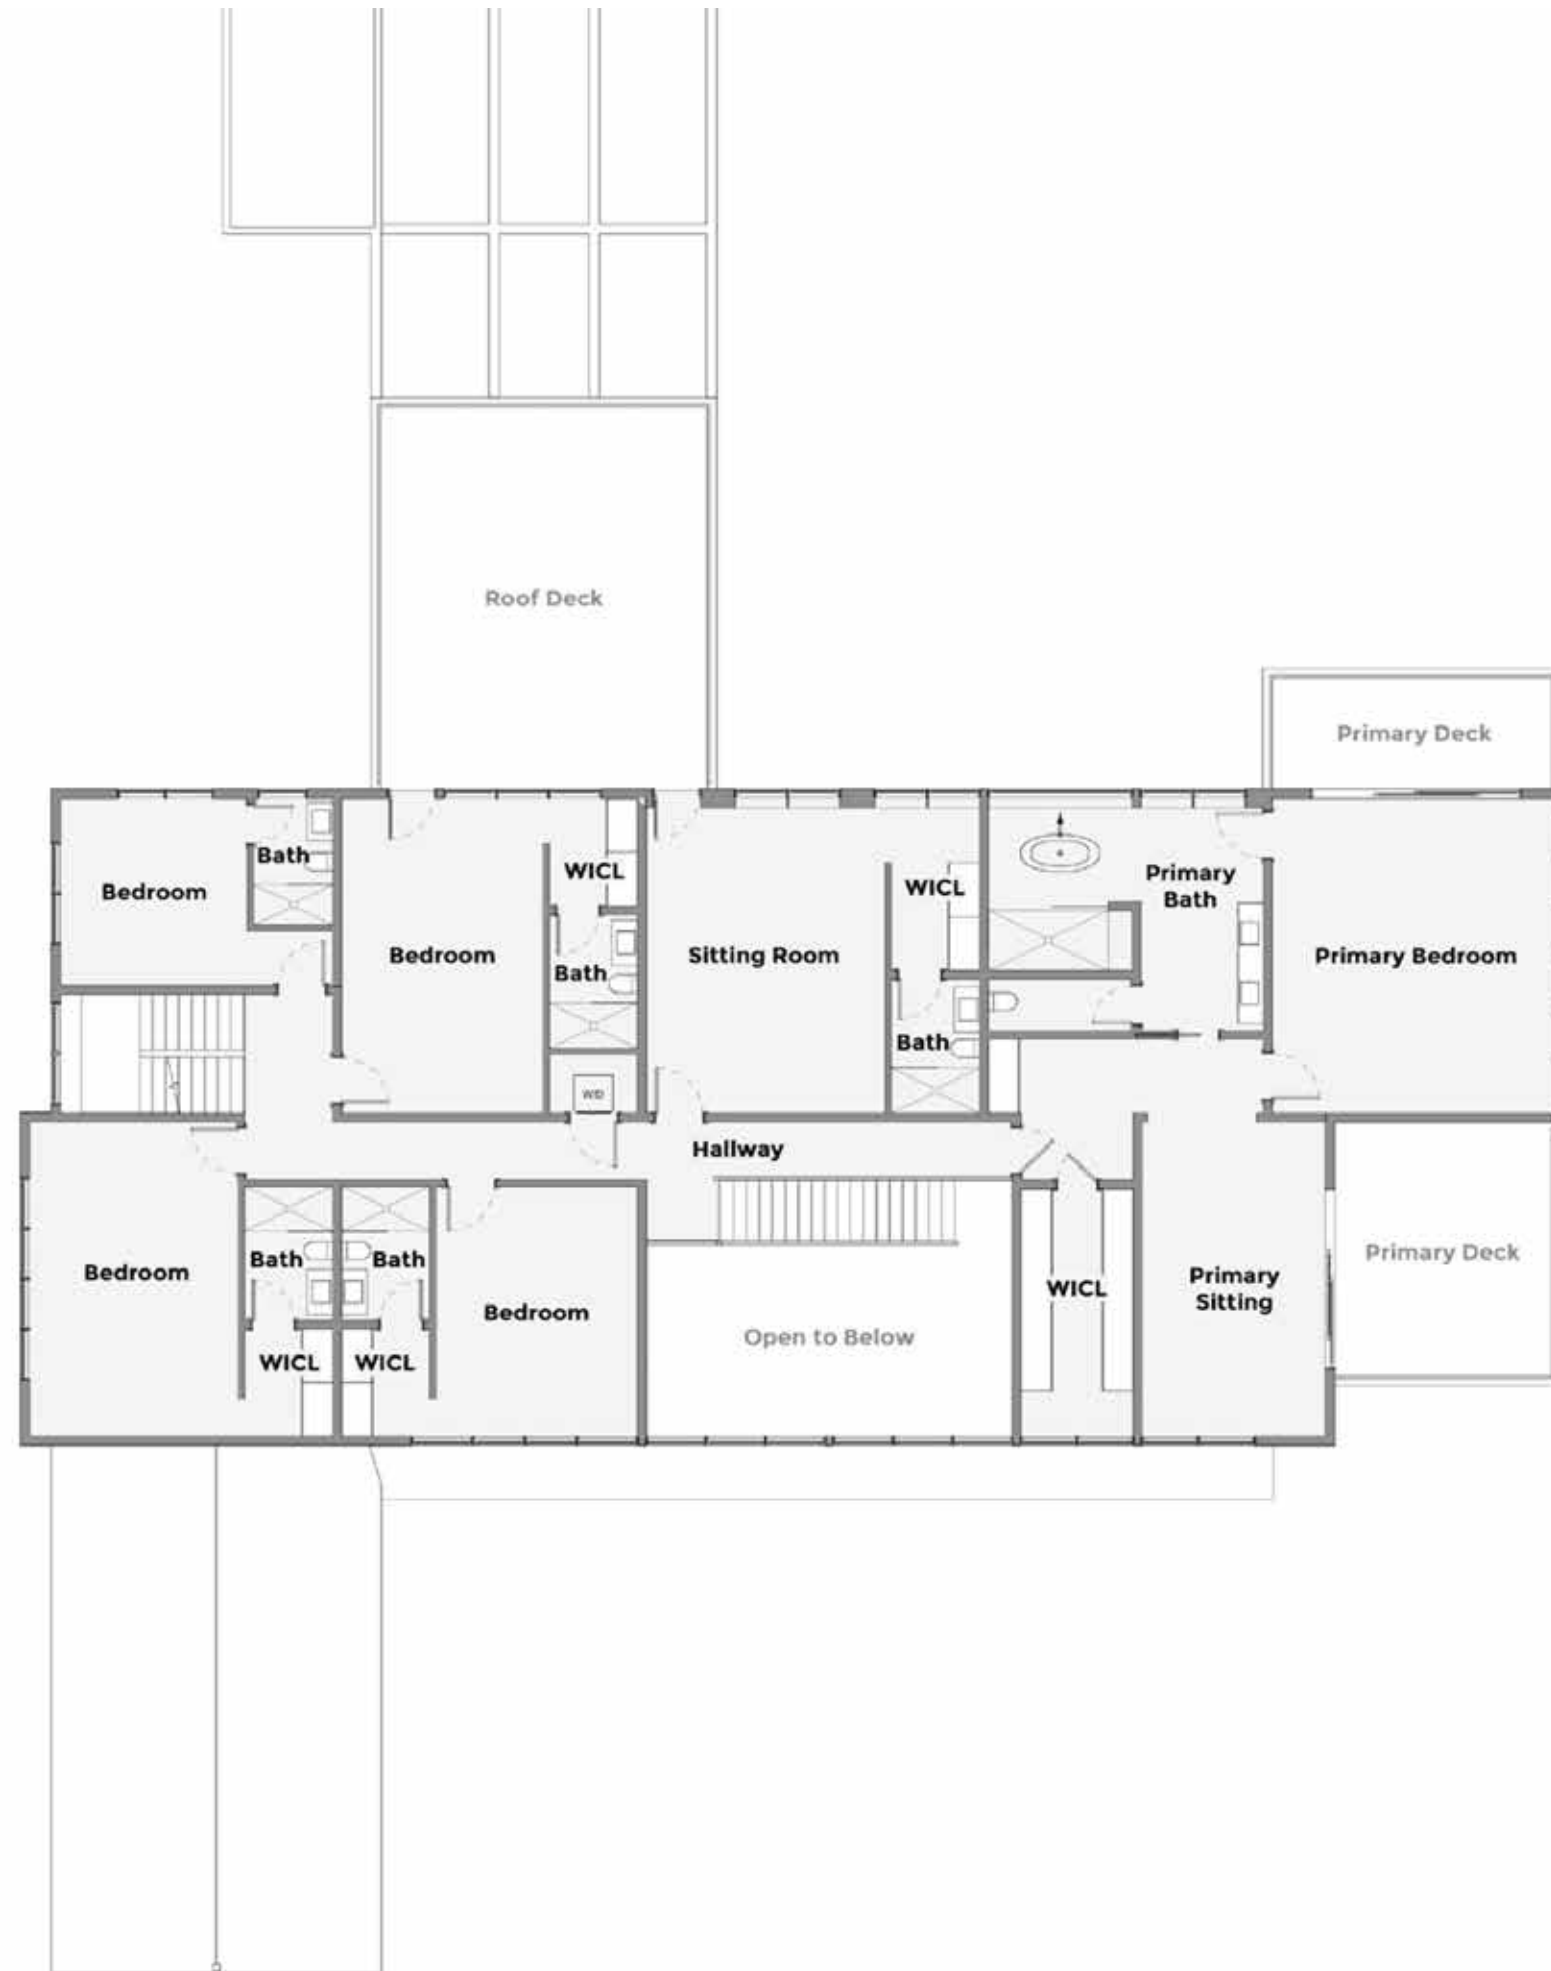 Roof Deck
Primary Deck
Bath
WICL
Primary
Bath
WICL
Bedroom
Bedroom
Sitting Room
Primary Bedroom
Bath
Bath
W/D
Hallway
Bath
Bath
Primary Deck
Bedroom
Primary
Sitting
WICL
Bedroom
Open to Below
WICL
WICL